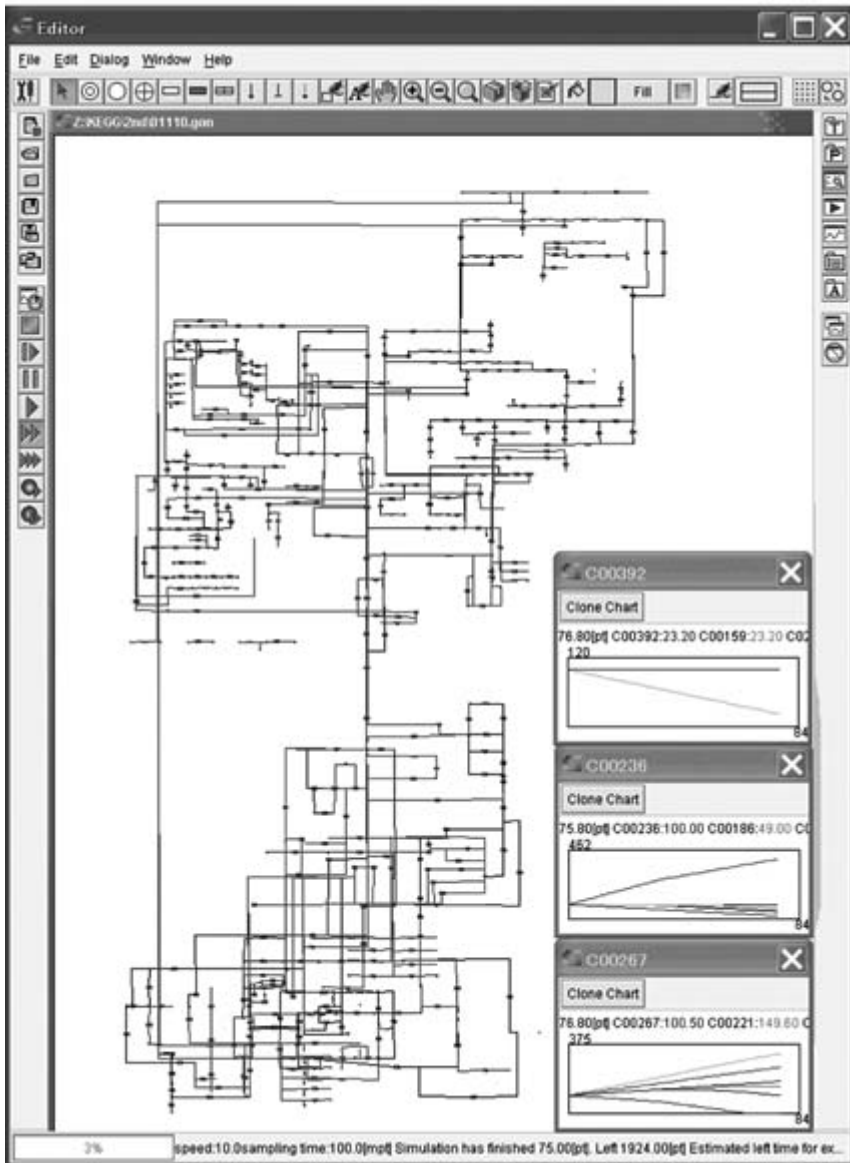 Editor
File Edit Dialog Window Help
Fill
Z:\KEGG\2nd\01110.gon
C00392
Clone Chart
76.80[pt] C00392:23.20 C00159:23.20 C02
120
84
C00236
Clone Chart
75.80[pt] C00236:100.00 C00186:49.00 C0
462
84
C00267
Clone Chart
76.80[pt] C00267:100.50 C00221:149.60 C
375
84
3%
speed:10.0sampling time:100.0[mpt] Simulation has finished 75.00[pt]. Left 1924.00[pt] Estimated left time for ex...